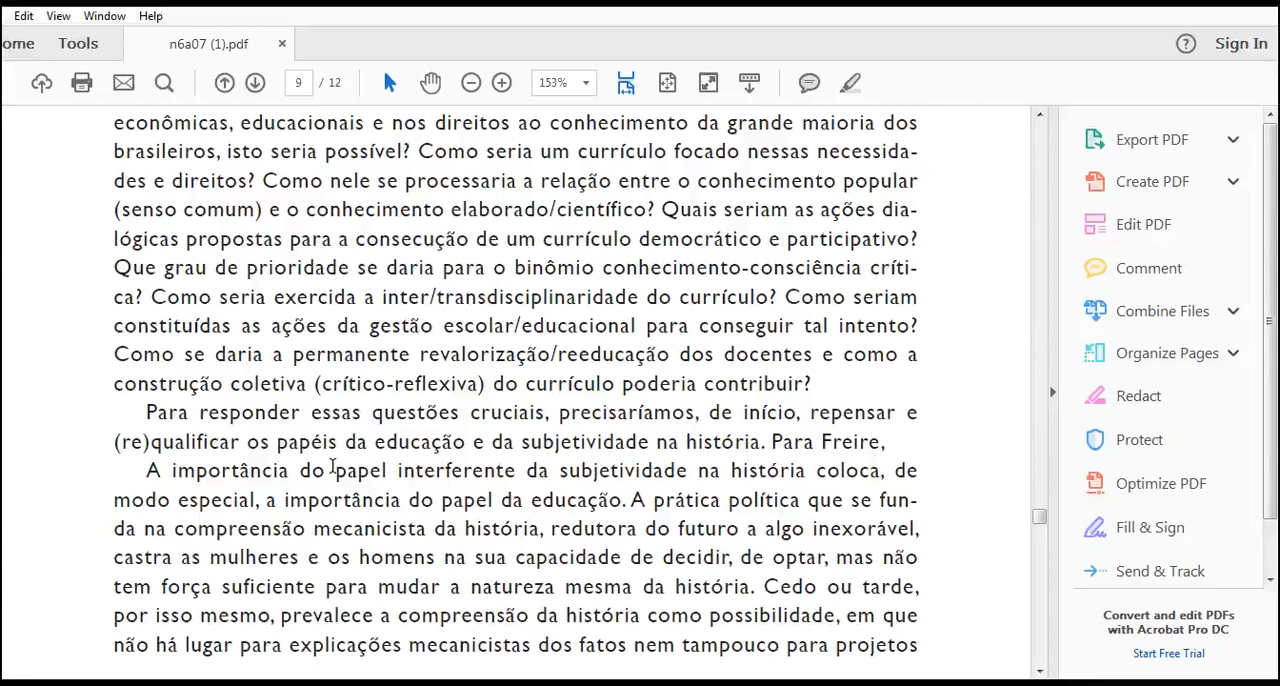 Edit View Window Help
ome Tools n6a07 (1).pdf × ? Sign In
9 / 12 153%
econômicas, educacionais e nos direitos ao conhecimento da grande maioria dos
brasileiros, isto seria possível? Como seria um currículo focado nessas necessida-
des e direitos? Como nele se processaria a relação entre o conhecimento popular
(senso comum) e o conhecimento elaborado/científico? Quais seriam as ações dia-
lógicas propostas para a consecução de um currículo democrático e participativo?
Que grau de prioridade se daria para o binômio conhecimento-consciência críti-
ca? Como seria exercida a inter/transdisciplinaridade do currículo? Como seriam
constituídas as ações da gestão escolar/educacional para conseguir tal intento?
Como se daria a permanente revalorização/reeducação dos docentes e como a
construção coletiva (crítico-reflexiva) do currículo poderia contribuir?
Para responder essas questões cruciais, precisaríamos, de início, repensar e
(re)qualificar os papéis da educação e da subjetividade na história. Para Freire,
A importância do papel interferente da subjetividade na história coloca, de
modo especial, a importância do papel da educação. A prática política que se fun-
da na compreensão mecanicista da história, redutora do futuro a algo inexorável,
castra as mulheres e os homens na sua capacidade de decidir, de optar, mas não
tem força suficiente para mudar a natureza mesma da história. Cedo ou tarde,
por isso mesmo, prevalece a compreensão da história como possibilidade, em que
não há lugar para explicações mecanicistas dos fatos nem tampouco para projetos
Export PDF
Create PDF
Edit PDF
Comment
Combine Files
Organize Pages
Redact
Protect
Optimize PDF
Fill & Sign
Send & Track
Convert and edit PDFs
with Acrobat Pro DC
Start Free Trial